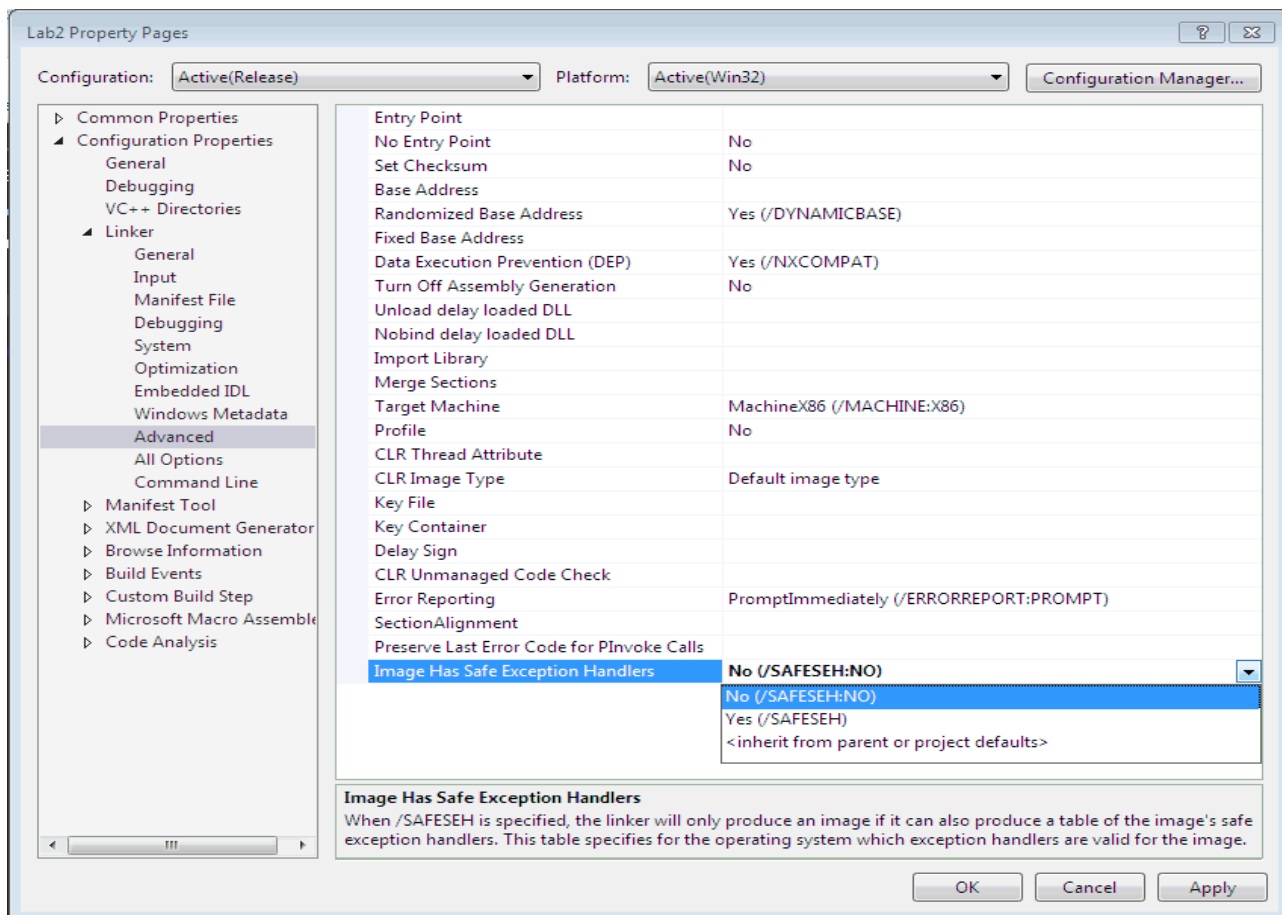 Lab2 Property Pages
Configuration: Active(Release) Platform: Active(Win32) Configuration Manager...
Common Properties
Configuration Properties
General
Debugging
VC++ Directories
Linker
General
Input
Manifest File
Debugging
System
Optimization
Embedded IDL
Windows Metadata
Advanced
All Options
Command Line
Manifest Tool
XML Document Generator
Browse Information
Build Events
Custom Build Step
Microsoft Macro Assemble
Code Analysis
Entry Point
No Entry Point No
Set Checksum No
Base Address
Randomized Base Address Yes (/DYNAMICBASE)
Fixed Base Address
Data Execution Prevention (DEP) Yes (/NXCOMPAT)
Turn Off Assembly Generation No
Unload delay loaded DLL
Nobind delay loaded DLL
Import Library
Merge Sections
Target Machine MachineX86 (/MACHINE:X86)
Profile No
CLR Thread Attribute
CLR Image Type Default image type
Key File
Key Container
Delay Sign
CLR Unmanaged Code Check
Error Reporting PromptImmediately (/ERRORREPORT:PROMPT)
SectionAlignment
Preserve Last Error Code for PInvoke Calls
Image Has Safe Exception Handlers No (/SAFESEH:NO)
No (/SAFESEH:NO)
Yes (/SAFESEH)
<inherit from parent or project defaults>
Image Has Safe Exception Handlers
When /SAFESEH is specified, the linker will only produce an image if it can also produce a table of the image's safe
exception handlers. This table specifies for the operating system which exception handlers are valid for the image.
OK Cancel Apply